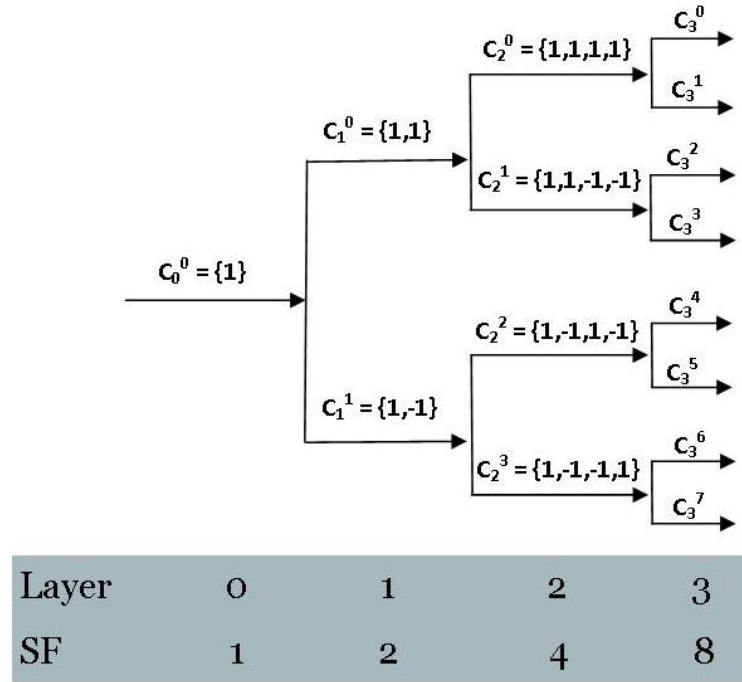 C₃⁰
C₂⁰ = {1,1,1,1}
C₃¹
C₁⁰ = {1,1}
C₃²
C₂¹ = {1,1,-1,-1}
C₃³
C₀⁰ = {1}
C₃⁴
C₂² = {1,-1,1,-1}
C₃⁵
C₁¹ = {1,-1}
C₃⁶
C₂³ = {1,-1,-1,1}
C₃⁷
Layer 0 1 2 3
SF 1 2 4 8